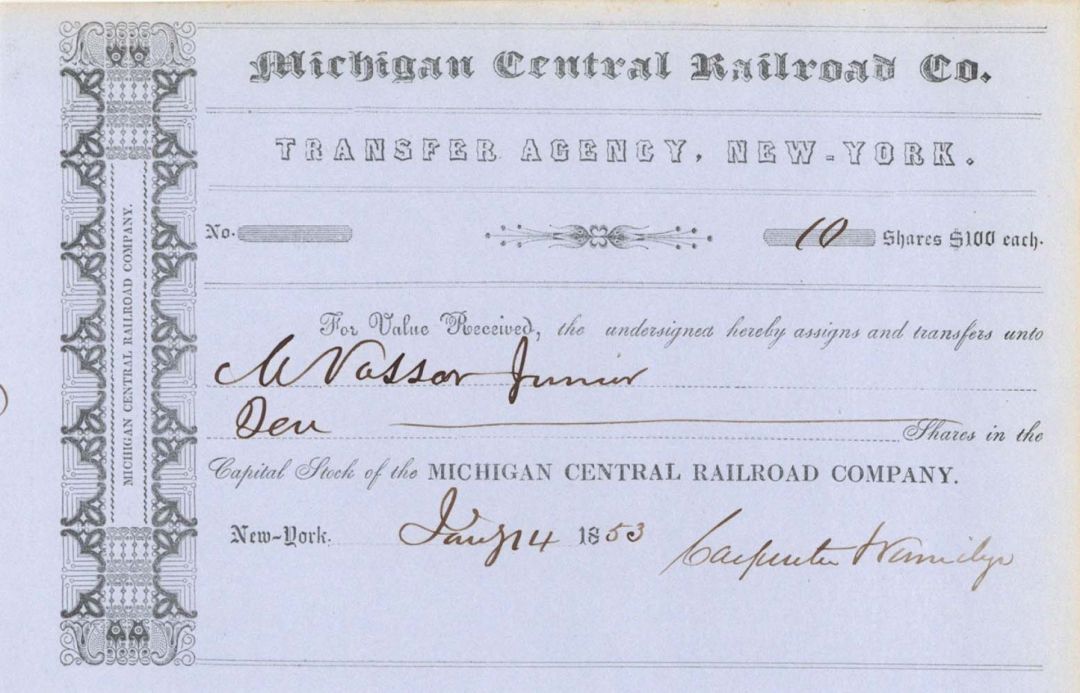 Michigan Central Railroad Co.
TRANSFER AGENCY, NEW-YORK.
MICHIGAN CENTRAL RAILROAD COMPANY.
No. 10 Shares $100 each.
For Value Received, the undersigned hereby assigns and transfers unto
M Vassar Junior
Ten Shares in the
Capital Stock of the MICHIGAN CENTRAL RAILROAD COMPANY.
New-York. Jany 14 1853
Carpenter